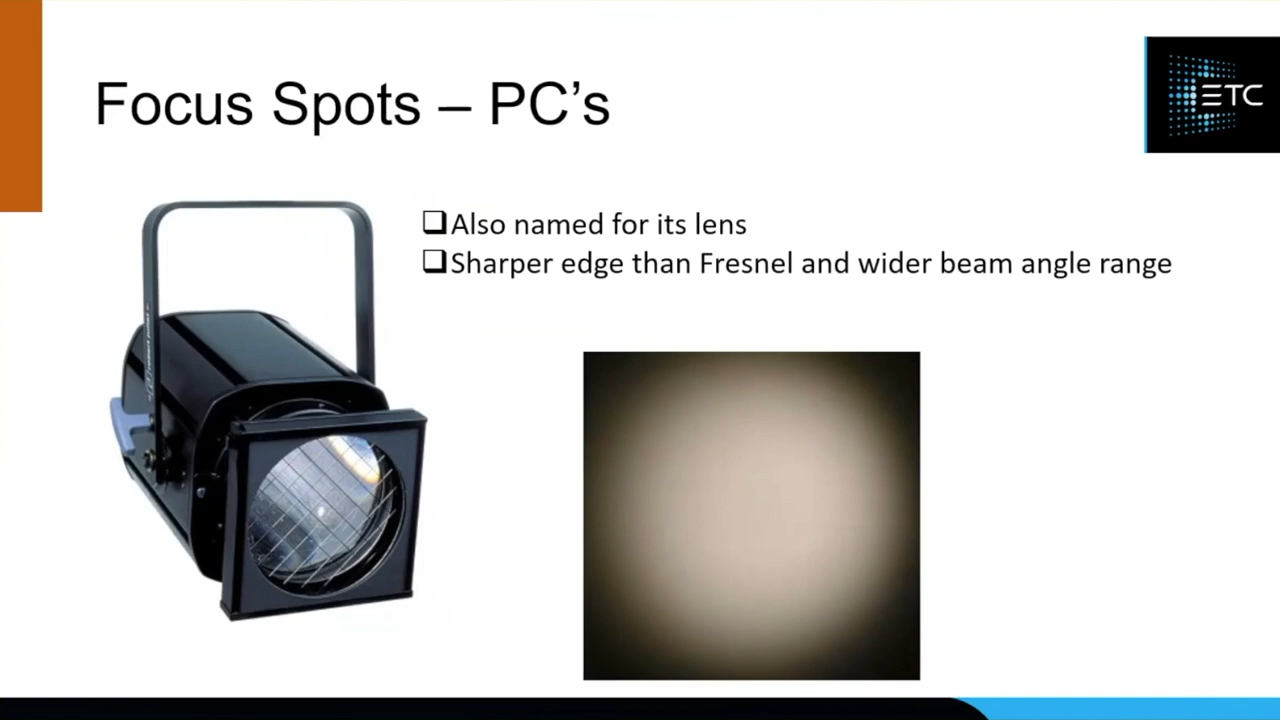 Focus Spots – PC’s
ETC
❑Also named for its lens
❑Sharper edge than Fresnel and wider beam angle range